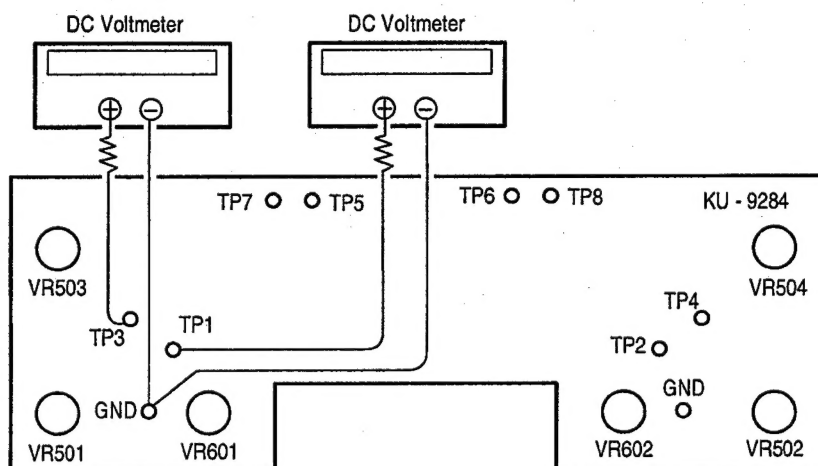 DC Voltmeter
DC Voltmeter
+ −
+ −
TP7
TP5
TP6
TP8
KU - 9284
VR503
VR504
TP3
TP1
TP4
TP2
GND
GND
VR501
VR601
VR602
VR502